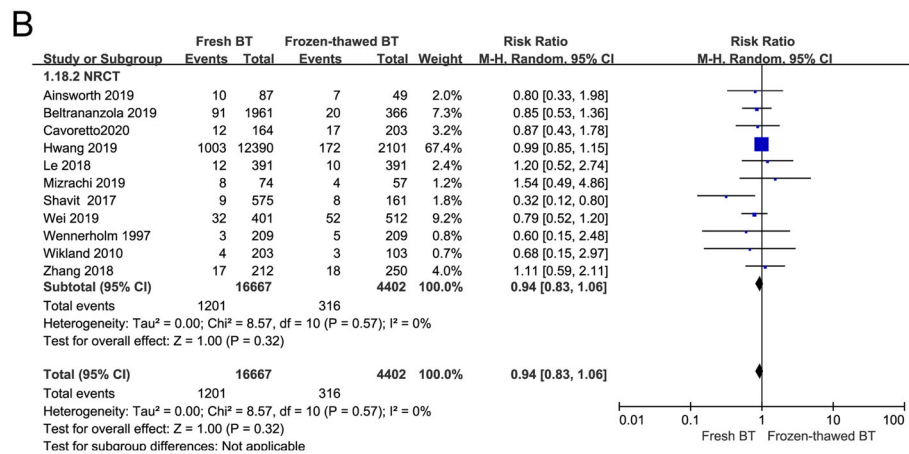 B
Fresh BT Frozen-thawed BT Risk Ratio Risk Ratio
Study or Subgroup Events Total Events Total Weight M-H, Random, 95% CI M-H, Random, 95% CI
1.18.2 NRCT
Ainsworth 2019 10 87 7 49 2.0% 0.80 [0.33, 1.98]
Beltrananzola 2019 91 1961 20 366 7.3% 0.85 [0.53, 1.36]
Cavoretto2020 12 164 17 203 3.2% 0.87 [0.43, 1.78]
Hwang 2019 1003 12390 172 2101 67.4% 0.99 [0.85, 1.15]
Le 2018 12 391 10 391 2.4% 1.20 [0.52, 2.74]
Mizrachi 2019 8 74 4 57 1.3% 1.54 [0.49, 4.86]
Shavit 2017 9 575 8 161 1.8% 0.32 [0.12, 0.80]
Wei 2019 32 401 52 512 9.2% 0.79 [0.52, 1.20]
Wennerholm 1997 3 209 5 209 0.8% 0.60 [0.15, 2.48]
Wikland 2010 4 203 3 103 0.7% 0.68 [0.15, 2.97]
Zhang 2018 17 212 18 250 4.0% 1.11 [0.59, 2.11]
Subtotal (95% CI) 16667 4402 100.0% 0.94 [0.83, 1.06]
Total events 1201 316
Heterogeneity: Tau² = 0.00; Chi² = 8.57, df = 10 (P = 0.57); I² = 0%
Test for overall effect: Z = 1.00 (P = 0.32)
Total (95% CI) 16667 4402 100.0% 0.94 [0.83, 1.06]
Total events 1201 316
Heterogeneity: Tau² = 0.00; Chi² = 8.57, df = 10 (P = 0.57); I² = 0%
Test for overall effect: Z = 1.00 (P = 0.32)
Test for subgroup differences: Not applicable
0.01 0.1 1 10 100
Fresh BT Frozen-thawed BT